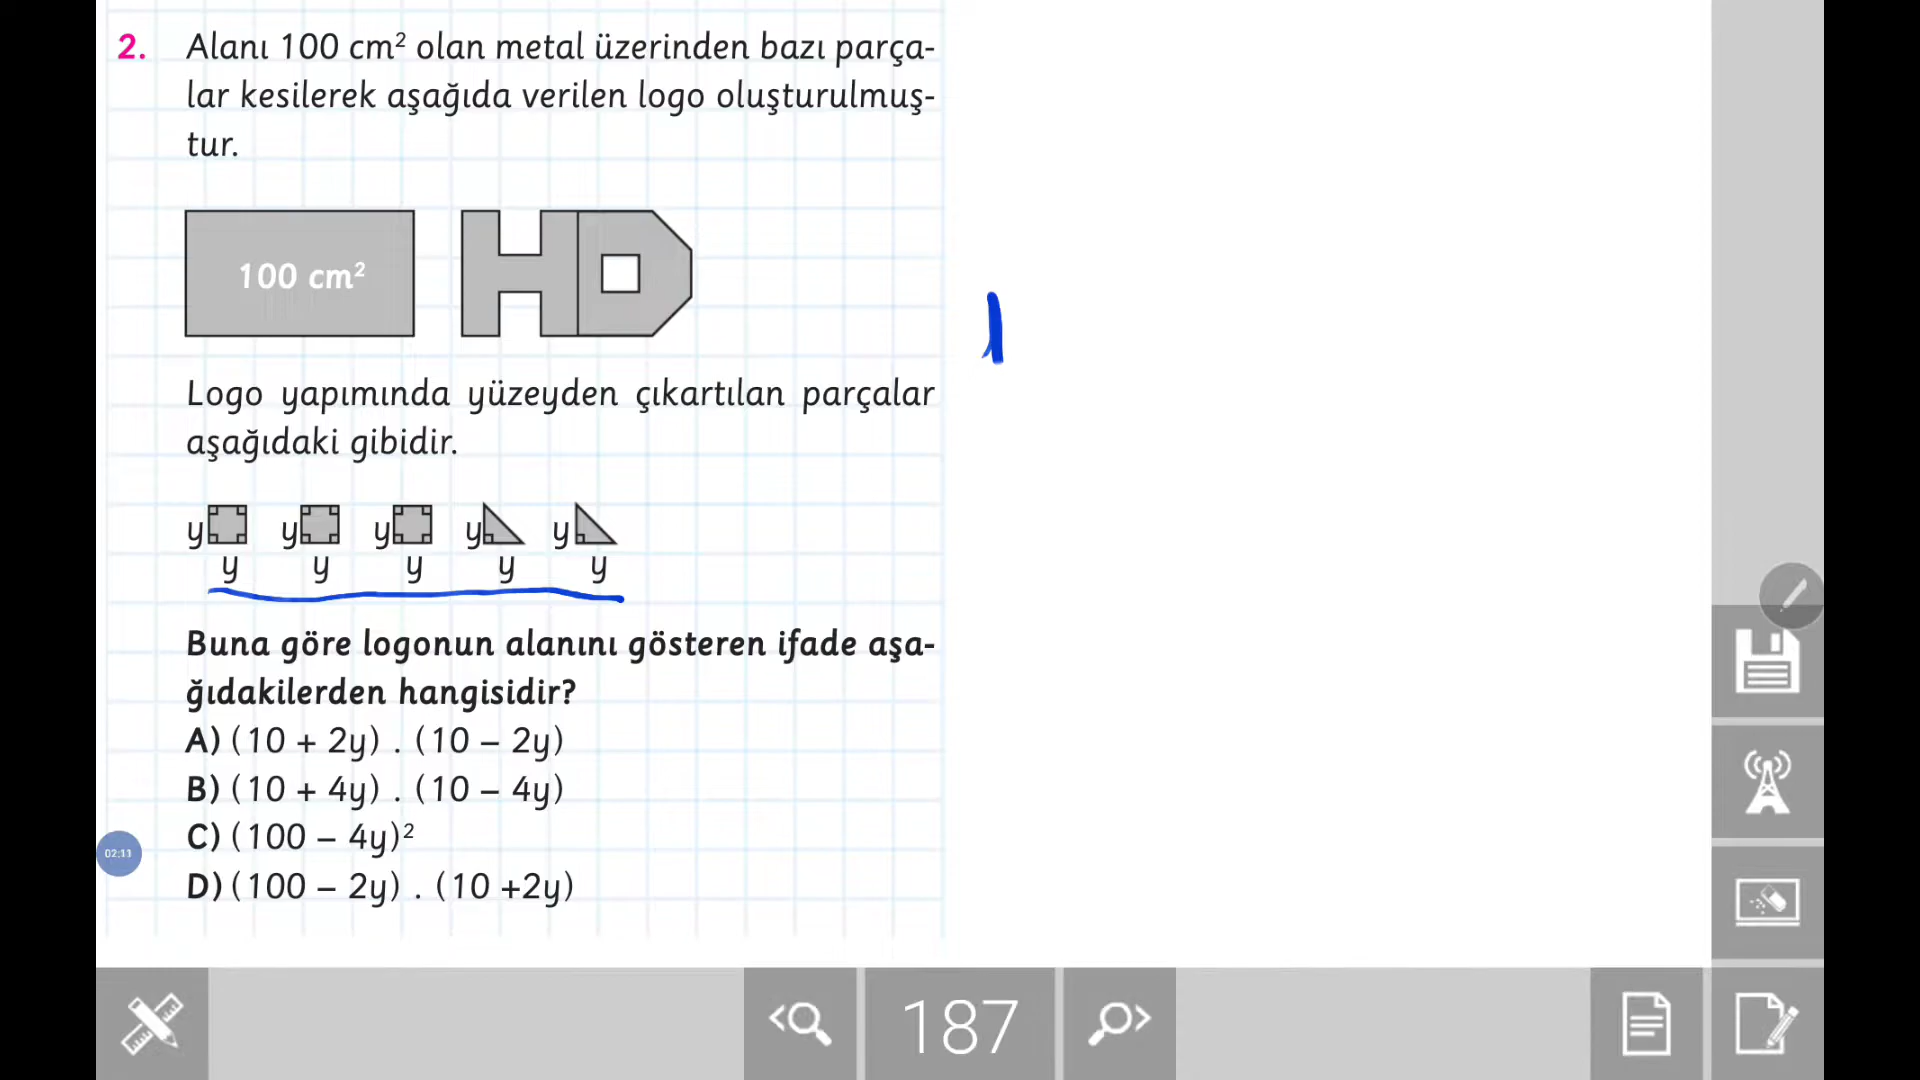 2. Alanı 100 cm² olan metal üzerinden bazı parça-
lar kesilerek aşağıda verilen logo oluşturulmuş-
tur.
100 cm²
Logo yapımında yüzeyden çıkartılan parçalar
aşağıdaki gibidir.
y y y y y
y y y y y
Buna göre logonun alanını gösteren ifade aşa-
ğıdakilerden hangisidir?
A) (10 + 2y) . (10 – 2y)
B) (10 + 4y) . (10 – 4y)
C) (100 – 4y)²
D) (100 – 2y) . (10 +2y)
02:11
187